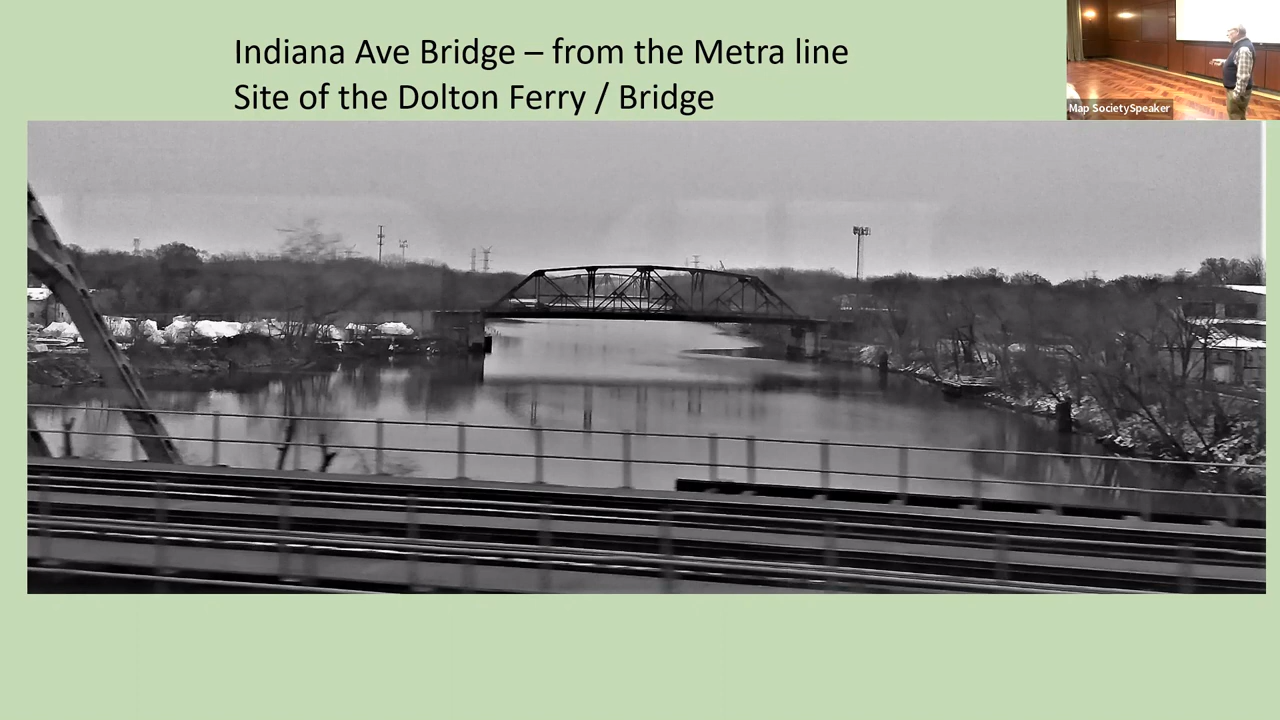 Indiana Ave Bridge – from the Metra line
Site of the Dolton Ferry / Bridge
Map SocietySpeaker